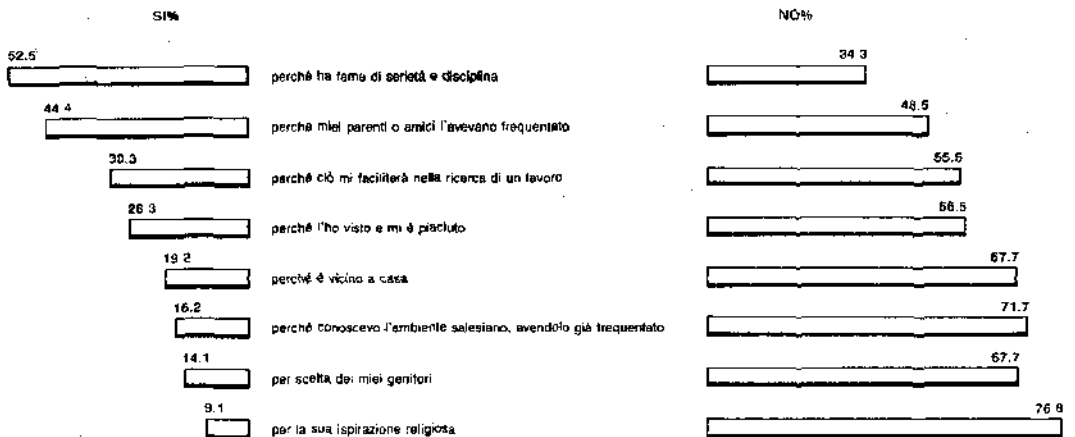 SI% NO%
52.5 34 3
perché ha fama di serietà e disciplina
44 4 48.5
perché miei parenti o amici l'avevano frequentato
30.3 55.6
perché ciò mi faciliterà nella ricerca di un lavoro
26 3 56.5
perché l'ho visto e mi è piaciuto
19 2 67.7
perché è vicino a casa
16.2 71.7
perché conoscevo l'ambiente salesiano, avendolo già frequentato
14.1 67.7
per scelta dei miei genitori
9.1 76 8
per la sua ispirazione religiosa